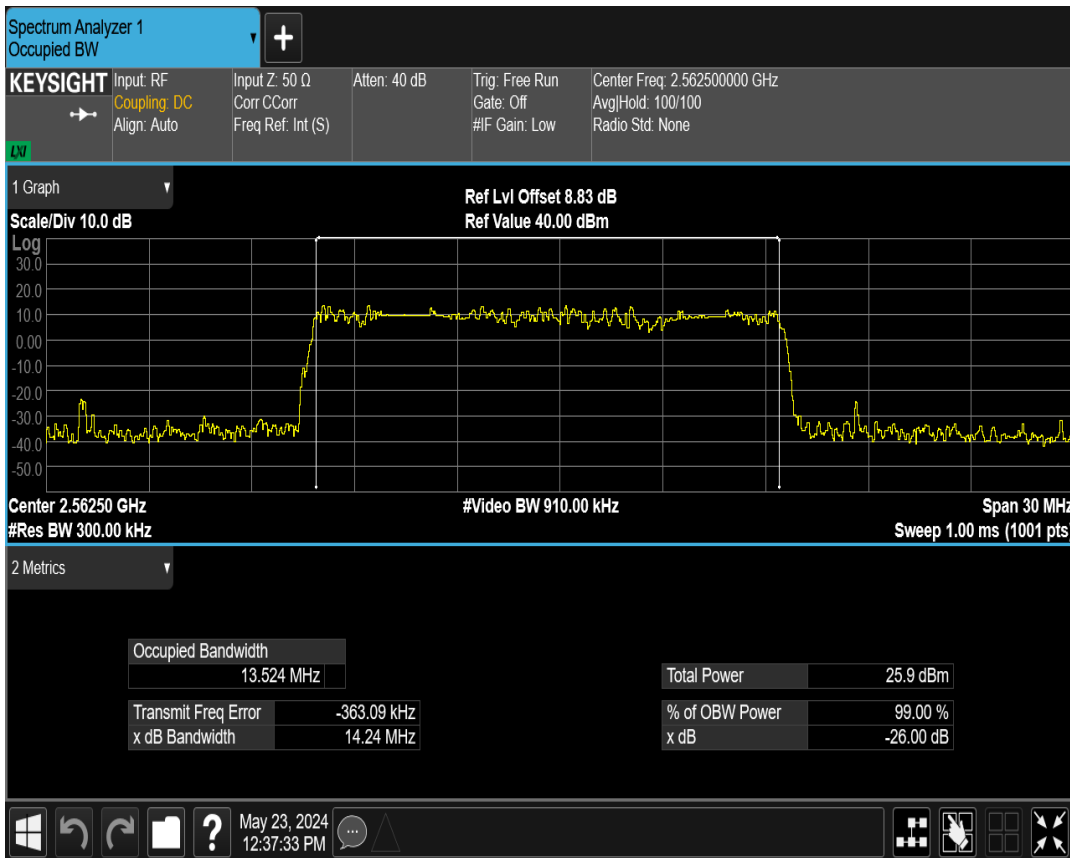 Spectrum Analyzer 1
Occupied BW
KEYSIGHT
Input: RF
Coupling: DC
Align: Auto
Input Z: 50 Ω
Corr CCorr
Freq Ref: Int (S)
Atten: 40 dB
Trig: Free Run
Gate: Off
#IF Gain: Low
Center Freq: 2.562500000 GHz
Avg|Hold: 100/100
Radio Std: None
LXI
1 Graph
Scale/Div 10.0 dB
Ref Lvl Offset 8.83 dB
Ref Value 40.00 dBm
Log
30.0
20.0
10.0
0.00
-10.0
-20.0
-30.0
-40.0
-50.0
Center 2.56250 GHz
#Video BW 910.00 kHz
Span 30 MHz
#Res BW 300.00 kHz
Sweep 1.00 ms (1001 pts)
2 Metrics
Occupied Bandwidth
13.524 MHz
Total Power 25.9 dBm
Transmit Freq Error -363.09 kHz
% of OBW Power 99.00 %
x dB Bandwidth 14.24 MHz
x dB -26.00 dB
?
May 23, 2024
12:37:33 PM